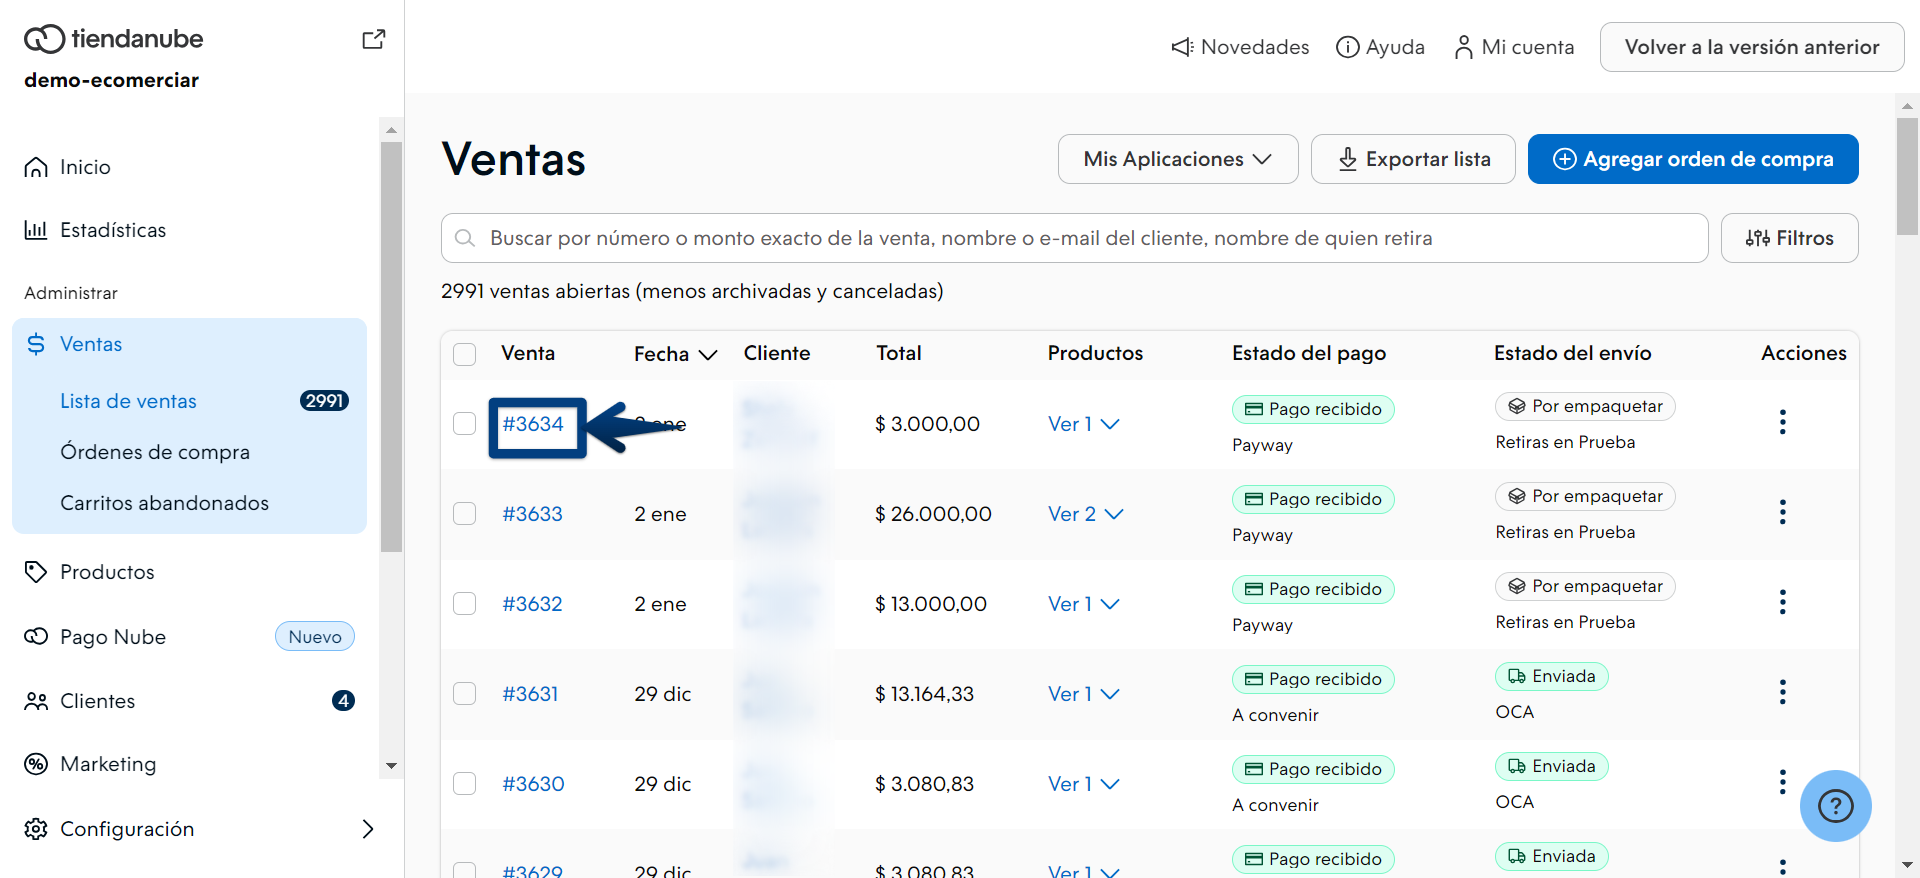 tiendanube
demo-ecomerciar
Inicio
Estadísticas
Administrar
Ventas
Lista de ventas 2991
Órdenes de compra
Carritos abandonados
Productos
Pago Nube Nuevo
Clientes 4
Marketing
Configuración
Novedades Ayuda Mi cuenta Volver a la versión anterior
Ventas Mis Aplicaciones Exportar lista Agregar orden de compra
Buscar por número o monto exacto de la venta, nombre o e-mail del cliente, nombre de quien retira Filtros
2991 ventas abiertas (menos archivadas y canceladas)
Venta Fecha Cliente Total Productos Estado del pago Estado del envío Acciones
#3634 ene $ 3.000,00 Ver 1 Pago recibido Por empaquetar
Payway Retiras en Prueba
#3633 2 ene $ 26.000,00 Ver 2 Pago recibido Por empaquetar
Payway Retiras en Prueba
#3632 2 ene $ 13.000,00 Ver 1 Pago recibido Por empaquetar
Payway Retiras en Prueba
#3631 29 dic $ 13.164,33 Ver 1 Pago recibido Enviada
A convenir OCA
#3630 29 dic $ 3.080,83 Ver 1 Pago recibido Enviada
A convenir OCA
#3629 29 dic $ 3.080,83 Ver 1 Pago recibido Enviada